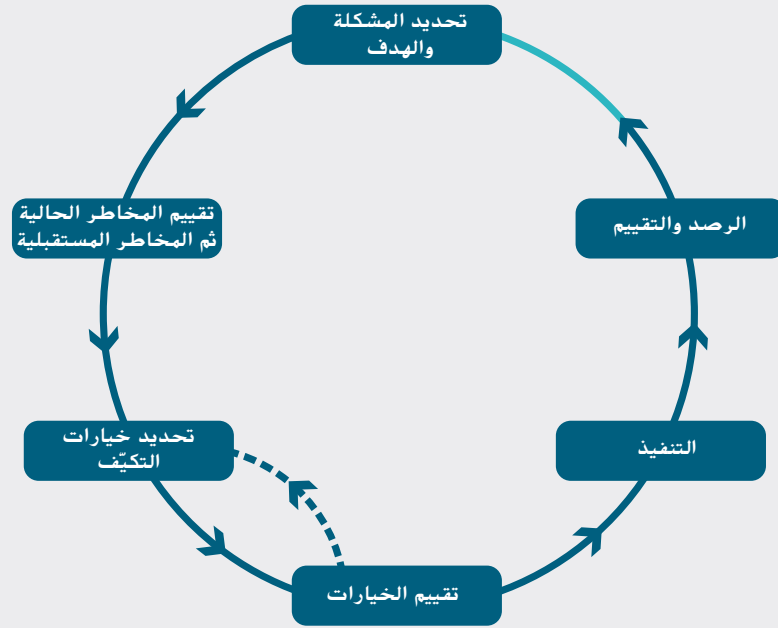 تحديد المشكلة
والهدف
تقييم المخاطر الحالية
ثم المخاطر المستقبلية
تحديد خيارات
التكيّف
تقييم الخيارات
التنفيذ
الرصد والتقييم